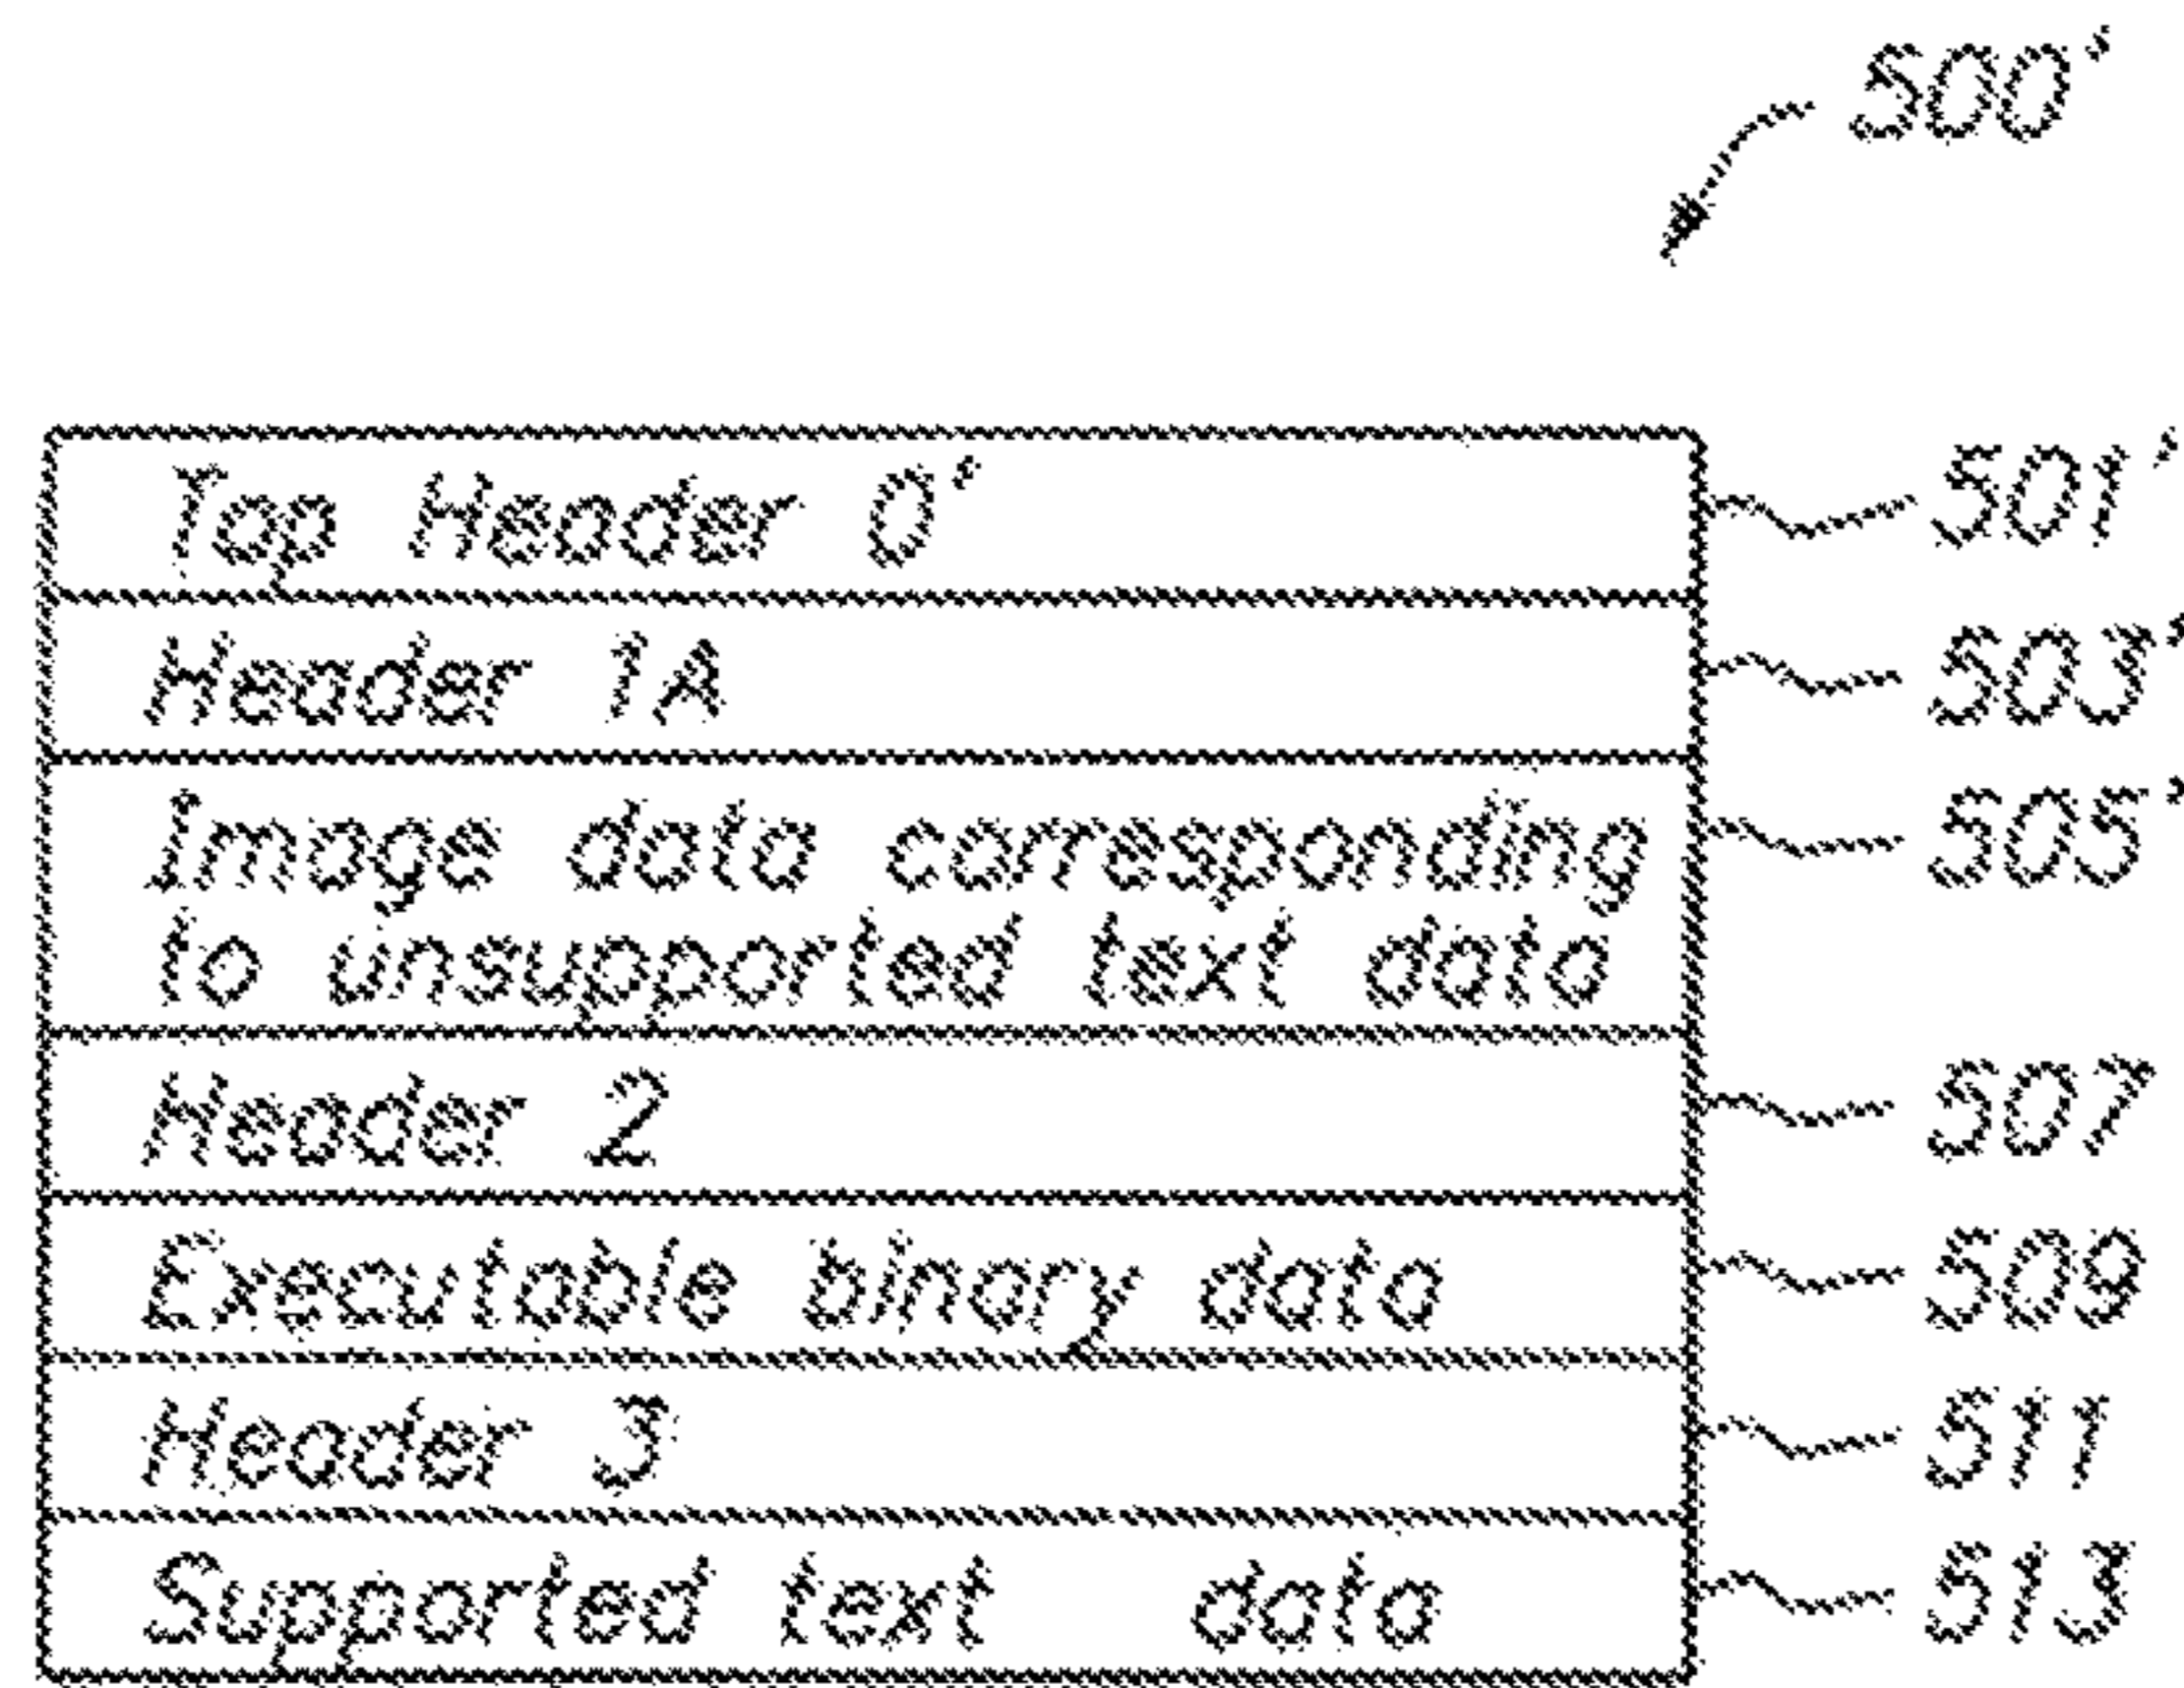 500'
Top Header 0' 501'
Header 1A 503'
Image data corresponding 505'
to unsupported text data
Header 2 507
Executable binary data 509
Header 3 511
Supported text data 513